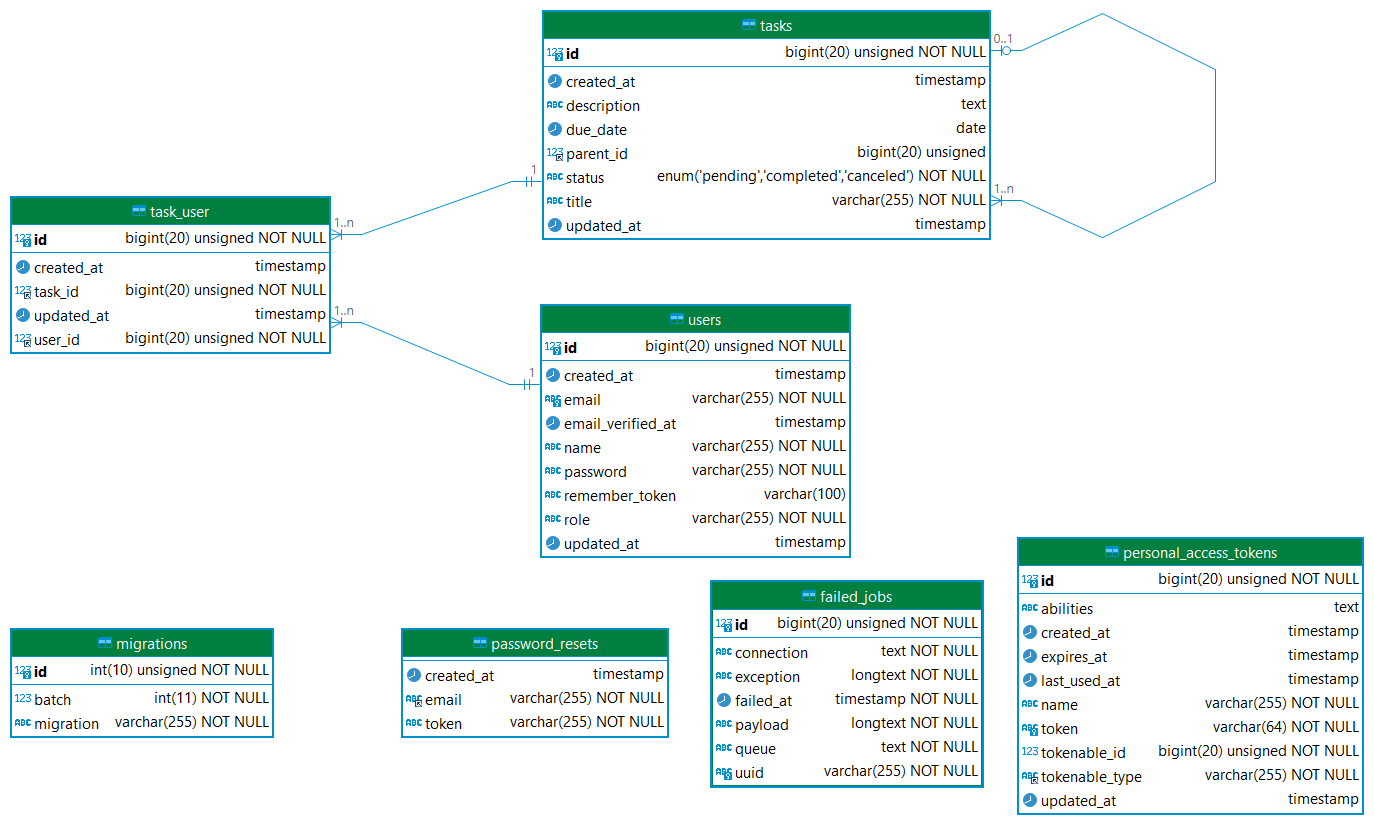 tasks
id bigint(20) unsigned NOT NULL
created_at timestamp
description text
due_date date
parent_id bigint(20) unsigned
status enum('pending','completed','canceled') NOT NULL
title varchar(255) NOT NULL
updated_at timestamp
0..1
1..n
1
task_user
id bigint(20) unsigned NOT NULL
created_at timestamp
task_id bigint(20) unsigned NOT NULL
updated_at timestamp
user_id bigint(20) unsigned NOT NULL
1..n
1..n
1
users
id bigint(20) unsigned NOT NULL
created_at timestamp
email varchar(255) NOT NULL
email_verified_at timestamp
name varchar(255) NOT NULL
password varchar(255) NOT NULL
remember_token varchar(100)
role varchar(255) NOT NULL
updated_at timestamp
migrations
id int(10) unsigned NOT NULL
batch int(11) NOT NULL
migration varchar(255) NOT NULL
password_resets
created_at timestamp
email varchar(255) NOT NULL
token varchar(255) NOT NULL
failed_jobs
id bigint(20) unsigned NOT NULL
connection text NOT NULL
exception longtext NOT NULL
failed_at timestamp NOT NULL
payload longtext NOT NULL
queue text NOT NULL
uuid varchar(255) NOT NULL
personal_access_tokens
id bigint(20) unsigned NOT NULL
abilities text
created_at timestamp
expires_at timestamp
last_used_at timestamp
name varchar(255) NOT NULL
token varchar(64) NOT NULL
tokenable_id bigint(20) unsigned NOT NULL
tokenable_type varchar(255) NOT NULL
updated_at timestamp